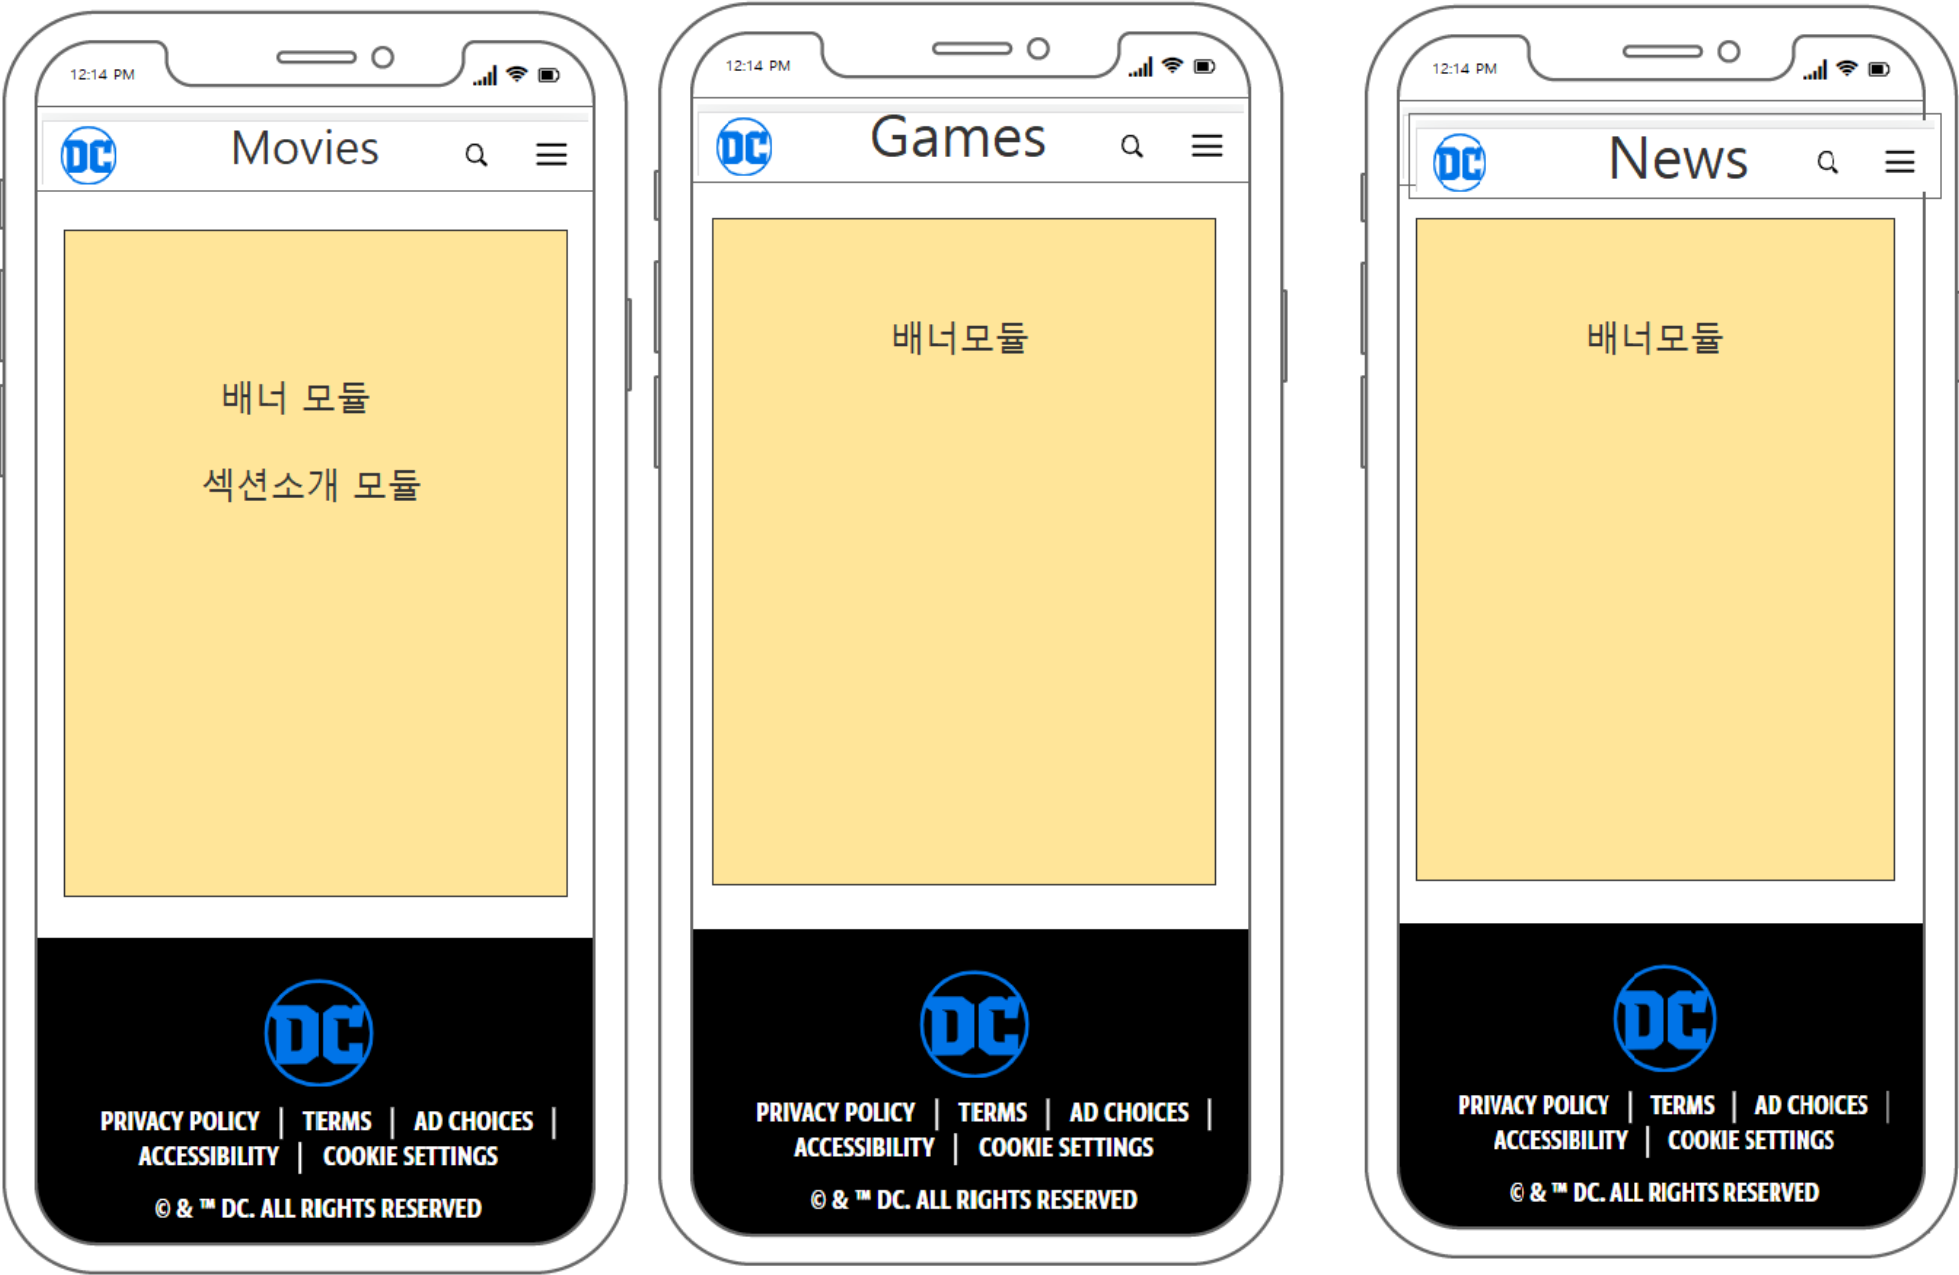 12:14 PM
DC
Movies
배너 모듈
섹션소개 모듈
DC
PRIVACY POLICY | TERMS | AD CHOICES |
ACCESSIBILITY | COOKIE SETTINGS
© & ™ DC. ALL RIGHTS RESERVED
12:14 PM
DC
Games
배너모듈
DC
PRIVACY POLICY | TERMS | AD CHOICES |
ACCESSIBILITY | COOKIE SETTINGS
© & ™ DC. ALL RIGHTS RESERVED
12:14 PM
DC
News
배너모듈
DC
PRIVACY POLICY | TERMS | AD CHOICES |
ACCESSIBILITY | COOKIE SETTINGS
© & ™ DC. ALL RIGHTS RESERVED